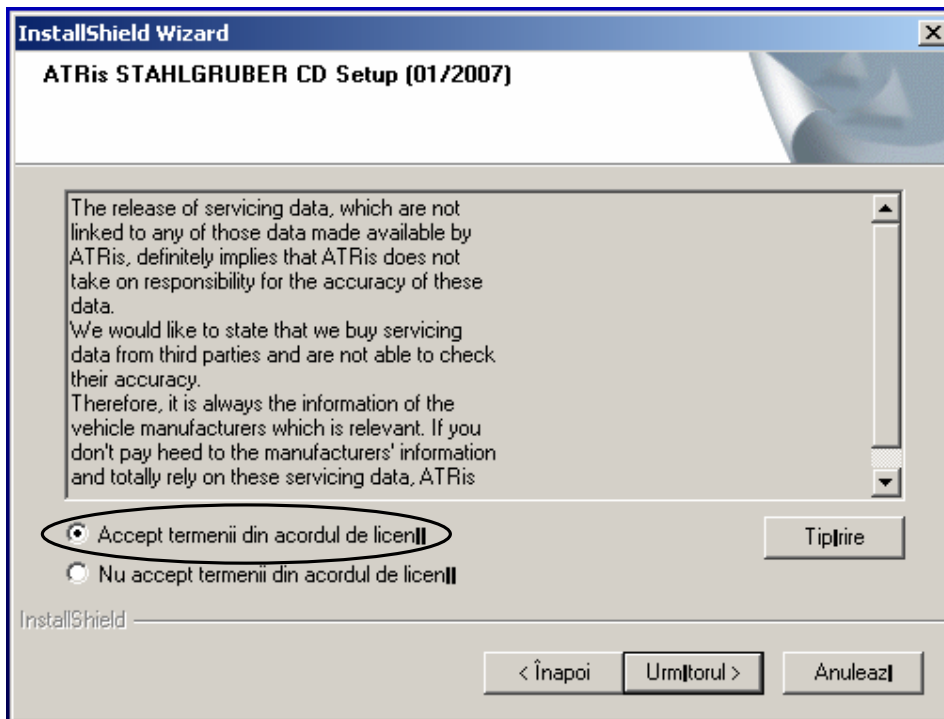 InstallShield Wizard
ATRis STAHLGRUBER CD Setup (01/2007)
The release of servicing data, which are not
linked to any of those data made available by
ATRis, definitely implies that ATRis does not
take on responsibility for the accuracy of these
data.
We would like to state that we buy servicing
data from third parties and are not able to check
their accuracy.
Therefore, it is always the information of the
vehicle manufacturers which is relevant. If you
don't pay heed to the manufacturers' information
and totally rely on these servicing data, ATRis
Accept termenii din acordul de licen||
Tip|rire
Nu accept termenii din acordul de licen||
InstallShield
< Înapoi
Urm|torul >
Anuleaz|